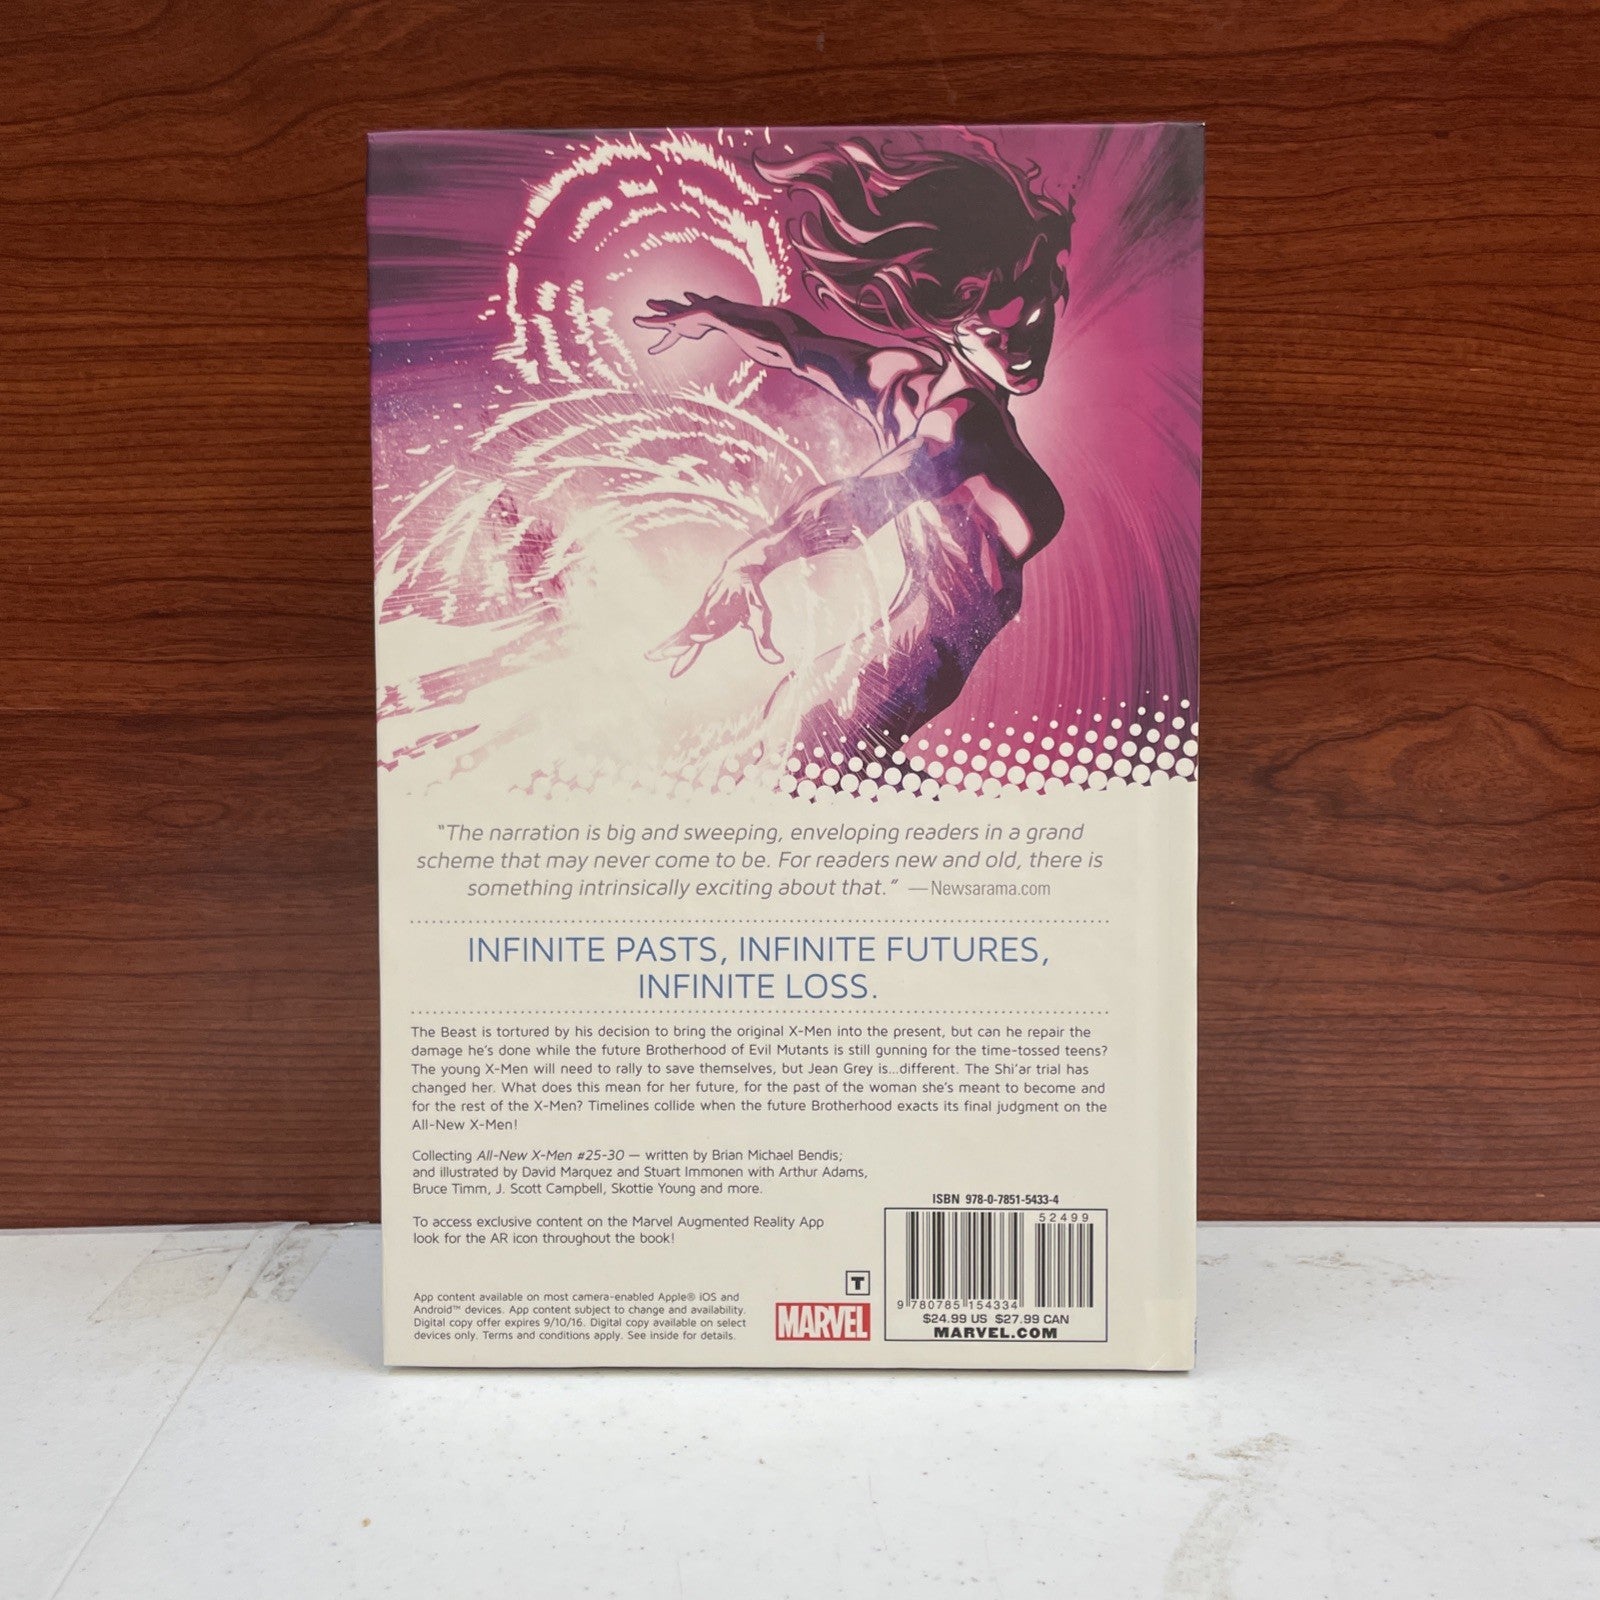 "The narration is big and sweeping, enveloping readers in a grand
scheme that may never come to be. For readers new and old, there is
something intrinsically exciting about that." —Newsarama.com
INFINITE PASTS, INFINITE FUTURES,
INFINITE LOSS.
The Beast is tortured by his decision to bring the original X-Men into the present, but can he repair the
damage he's done while the future Brotherhood of Evil Mutants is still gunning for the time-tossed teens?
The young X-Men will need to rally to save themselves, but Jean Grey is...different. The Shi'ar trial has
changed her. What does this mean for her future, for the past of the woman she's meant to become and
for the rest of the X-Men? Timelines collide when the future Brotherhood exacts its final judgment on the
All-New X-Men!
Collecting All-New X-Men #25-30 — written by Brian Michael Bendis;
and illustrated by David Marquez and Stuart Immonen with Arthur Adams,
Bruce Timm, J. Scott Campbell, Skottie Young and more.
To access exclusive content on the Marvel Augmented Reality App
look for the AR icon throughout the book!
App content available on most camera-enabled Apple® iOS and
Android™ devices. App content subject to change and availability.
Digital copy offer expires 9/10/16. Digital copy available on select
devices only. Terms and conditions apply. See inside for details.
T
MARVEL
ISBN 978-0-7851-5433-4
52499
9 780785 154334
$24.99 US $27.99 CAN
MARVEL.COM